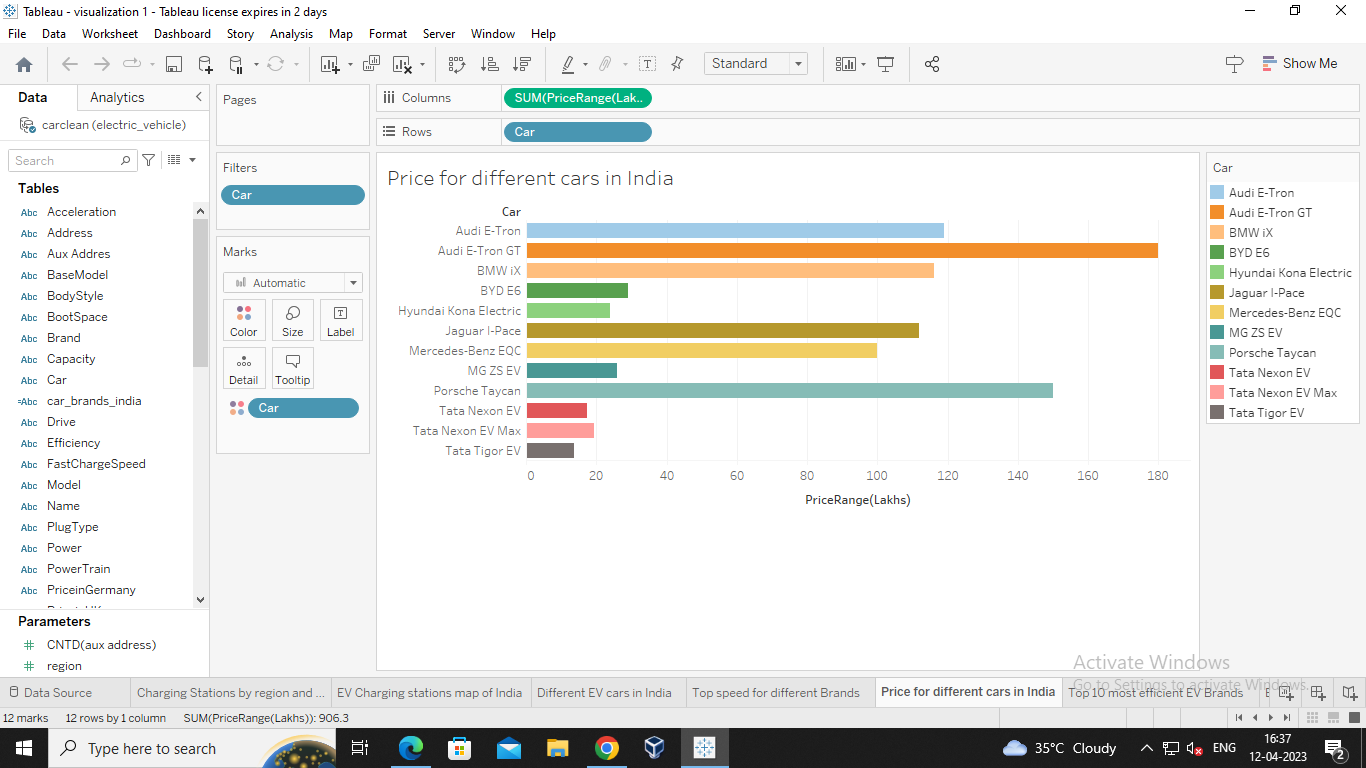 Tableau - visualization 1 - Tableau license expires in 2 days
File Data Worksheet Dashboard Story Analysis Map Format Server Window Help
Standard
Show Me
Data Analytics
carclean (electric_vehicle)
Search
Tables
Abc Acceleration
Abc Address
Abc Aux Addres
Abc BaseModel
Abc BodyStyle
Abc BootSpace
Abc Brand
Abc Capacity
Abc Car
=Abc car_brands_india
Abc Drive
Abc Efficiency
Abc FastChargeSpeed
Abc Model
Abc Name
Abc PlugType
Abc Power
Abc PowerTrain
Abc PriceinGermany
Parameters
# CNTD(aux address)
# region
Pages
Filters
Car
Marks
Automatic
Color Size Label
Detail Tooltip
Car
Columns SUM(PriceRange(Lak..
Rows Car
Price for different cars in India
Car
Audi E-Tron
Audi E-Tron GT
BMW iX
BYD E6
Hyundai Kona Electric
Jaguar I-Pace
Mercedes-Benz EQC
MG ZS EV
Porsche Taycan
Tata Nexon EV
Tata Nexon EV Max
Tata Tigor EV
0 20 40 60 80 100 120 140 160 180
PriceRange(Lakhs)
Car
Audi E-Tron
Audi E-Tron GT
BMW iX
BYD E6
Hyundai Kona Electric
Jaguar I-Pace
Mercedes-Benz EQC
MG ZS EV
Porsche Taycan
Tata Nexon EV
Tata Nexon EV Max
Tata Tigor EV
Activate Windows
Go to Settings to activate Windows.
Data Source Charging Stations by region and ... EV Charging stations map of India Different EV cars in India Top speed for different Brands Price for different cars in India Top 10 most efficient EV Brands
12 marks 12 rows by 1 column SUM(PriceRange(Lakhs)): 906.3
Type here to search
35°C Cloudy
ENG
16:37
12-04-2023
2